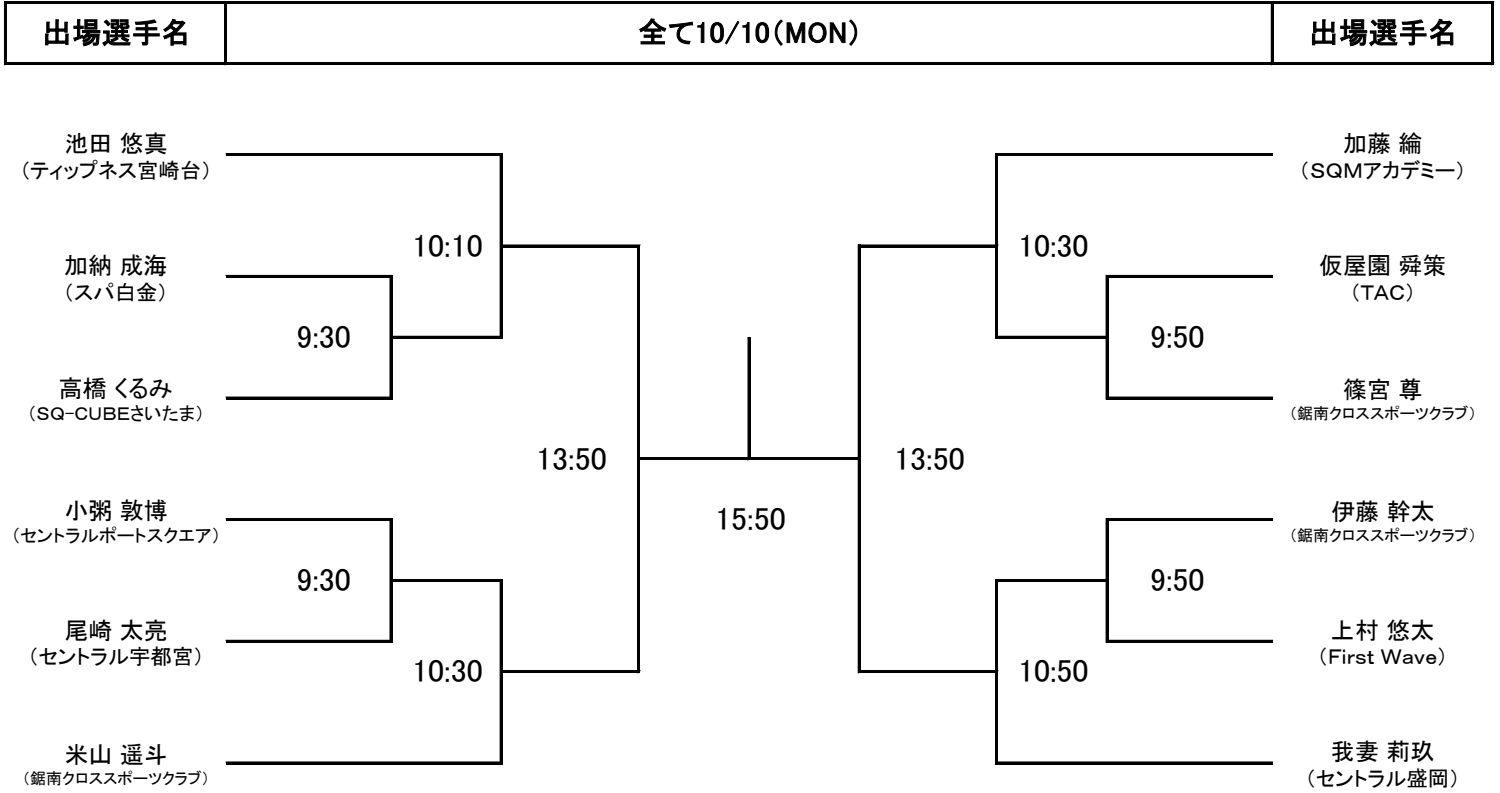 出場選手名
全て10/10(MON)
出場選手名
池田 悠真
(ティップネス宮崎台)
10:10
加納 成海
(スパ白金)
9:30
高橋 くるみ
(SQ-CUBEさいたま)
13:50
小粥 敦博
(セントラルポートスクエア)
9:30
尾崎 太亮
(セントラル宇都宮)
10:30
米山 遥斗
(鋸南クロススポーツクラブ)
15:50
加藤 綸
(SQMアカデミー)
10:30
仮屋園 舜策
(TAC)
9:50
篠宮 尊
(鋸南クロススポーツクラブ)
13:50
伊藤 幹太
(鋸南クロススポーツクラブ)
9:50
上村 悠太
(First Wave)
10:50
我妻 莉玖
(セントラル盛岡)